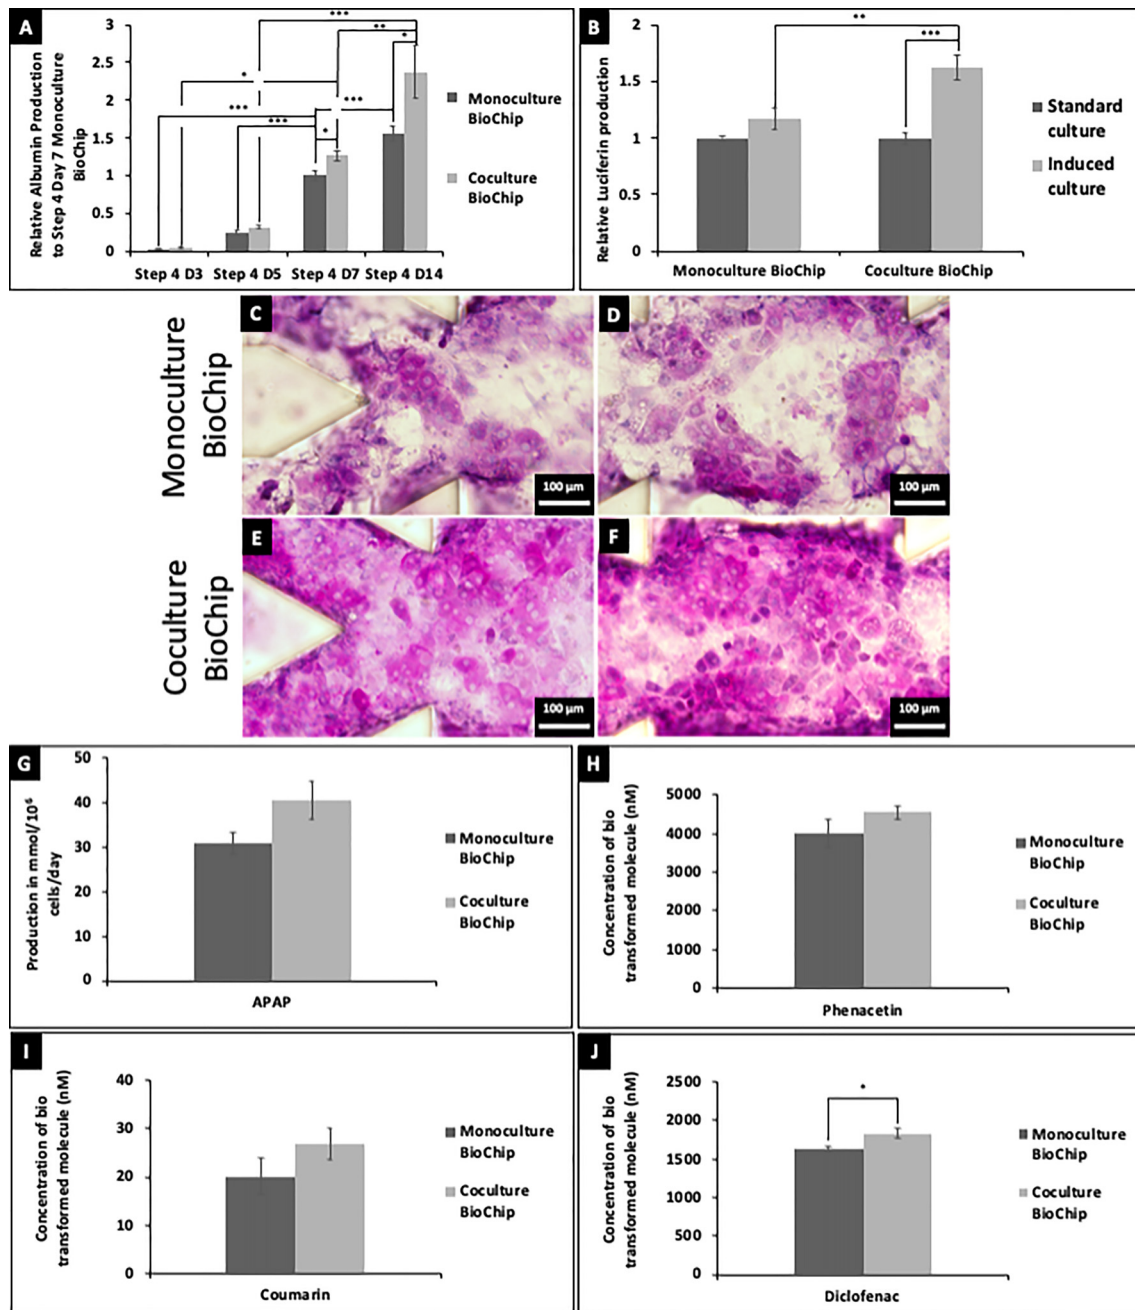 A
Relative Albumin Production
to Step 4 Day 7 Monoculture
BioChip
3
2.5
2
1.5
1
0.5
0
***
**
*
*
***
***
***
*
Step 4 D3
Step 4 D5
Step 4 D7
Step 4 D14
Monoculture
BioChip
Coculture
BioChip
B
Relative Luciferin production
2
1.5
1
0.5
0
**
***
Monoculture BioChip
Coculture BioChip
Standard
culture
Induced
culture
Monoculture
BioChip
C
100 µm
D
100 µm
Coculture
BioChip
E
100 µm
F
100 µm
G
Production in mmol/10⁶
cells/day
50
40
30
20
10
0
APAP
Monoculture
BioChip
Coculture
BioChip
H
Concentration of bio
transformed molecule (nM)
5000
4000
3000
2000
1000
0
Phenacetin
Monoculture
BioChip
Coculture
BioChip
I
Concentration of bio
transformed molecule (nM)
40
30
20
10
0
Coumarin
Monoculture
BioChip
Coculture
BioChip
J
Concentration of bio
transformed molecule (nM)
2500
2000
1500
1000
500
0
*
Diclofenac
Monoculture
BioChip
Coculture
BioChip